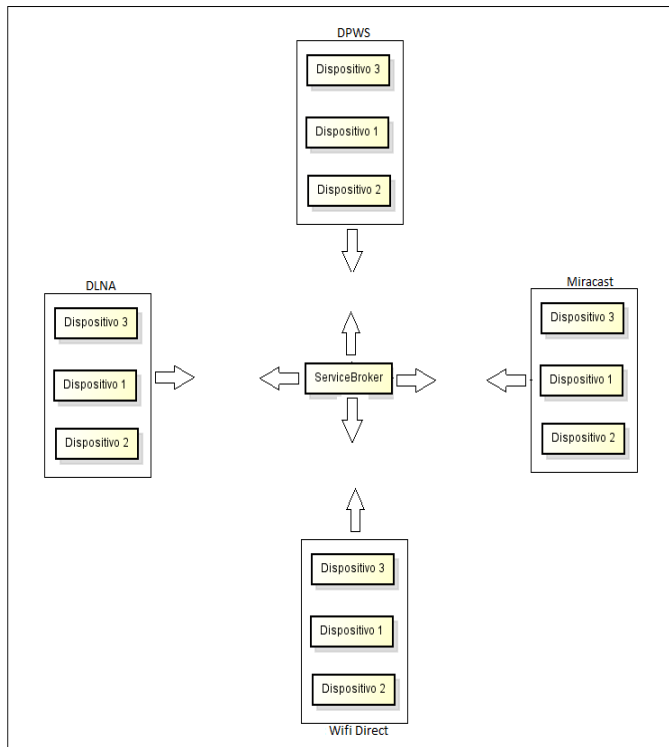 DPWS
Dispositivo 3
Dispositivo 1
Dispositivo 2
DLNA
Dispositivo 3
Dispositivo 1
Dispositivo 2
ServiceBroker
Miracast
Dispositivo 3
Dispositivo 1
Dispositivo 2
Dispositivo 3
Dispositivo 1
Dispositivo 2
Wifi Direct